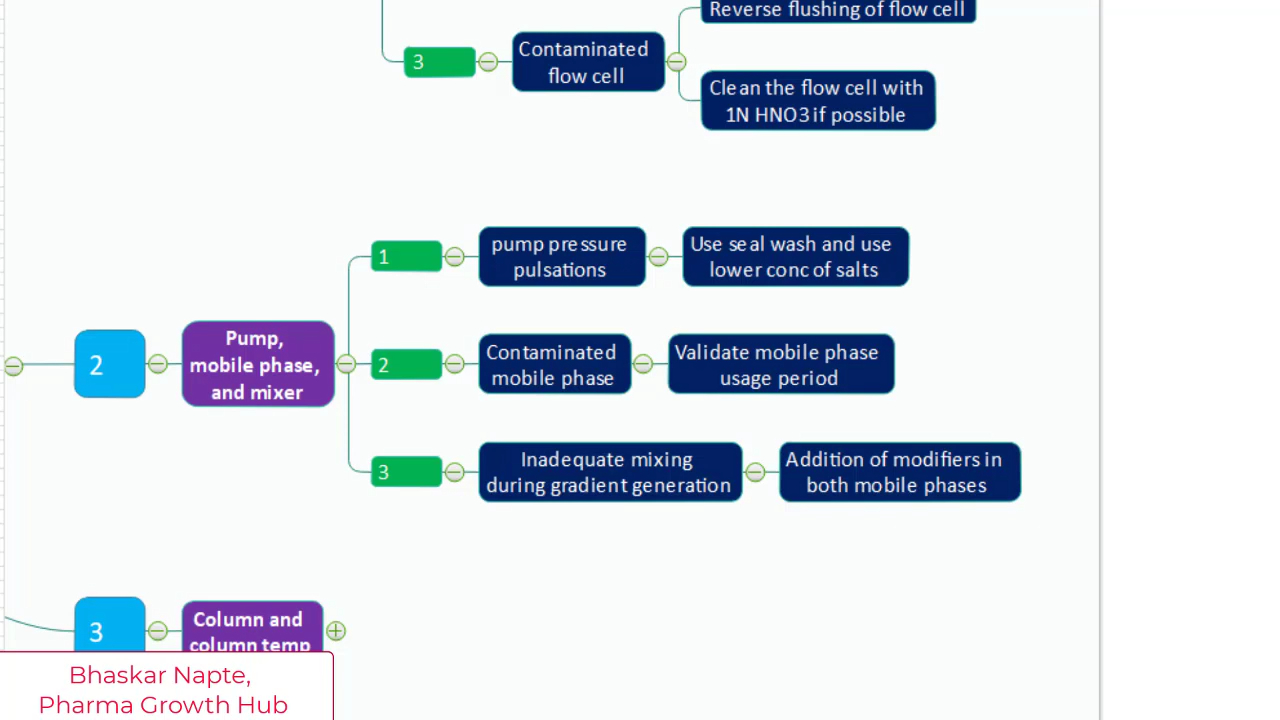 Reverse flushing of flow cell
3
Contaminated
flow cell
Clean the flow cell with
1N HNO3 if possible
1
pump pressure
pulsations
Use seal wash and use
lower conc of salts
2
Pump,
mobile phase,
and mixer
2
Contaminated
mobile phase
Validate mobile phase
usage period
3
Inadequate mixing
during gradient generation
Addition of modifiers in
both mobile phases
3
Column and
column temp
Bhaskar Napte,
Pharma Growth Hub